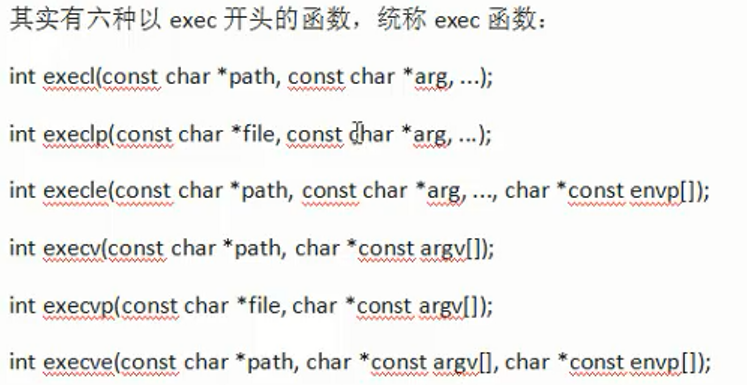 其实有六种以 exec 开头的函数，统称 exec 函数：
int execl(const char *path, const char *arg, ...);
int execlp(const char *file, const char *arg, ...);
int execle(const char *path, const char *arg, ..., char *const envp[]);
int execv(const char *path, char *const argv[]);
int execvp(const char *file, char *const argv[]);
int execve(const char *path, char *const argv[], char *const envp[]);